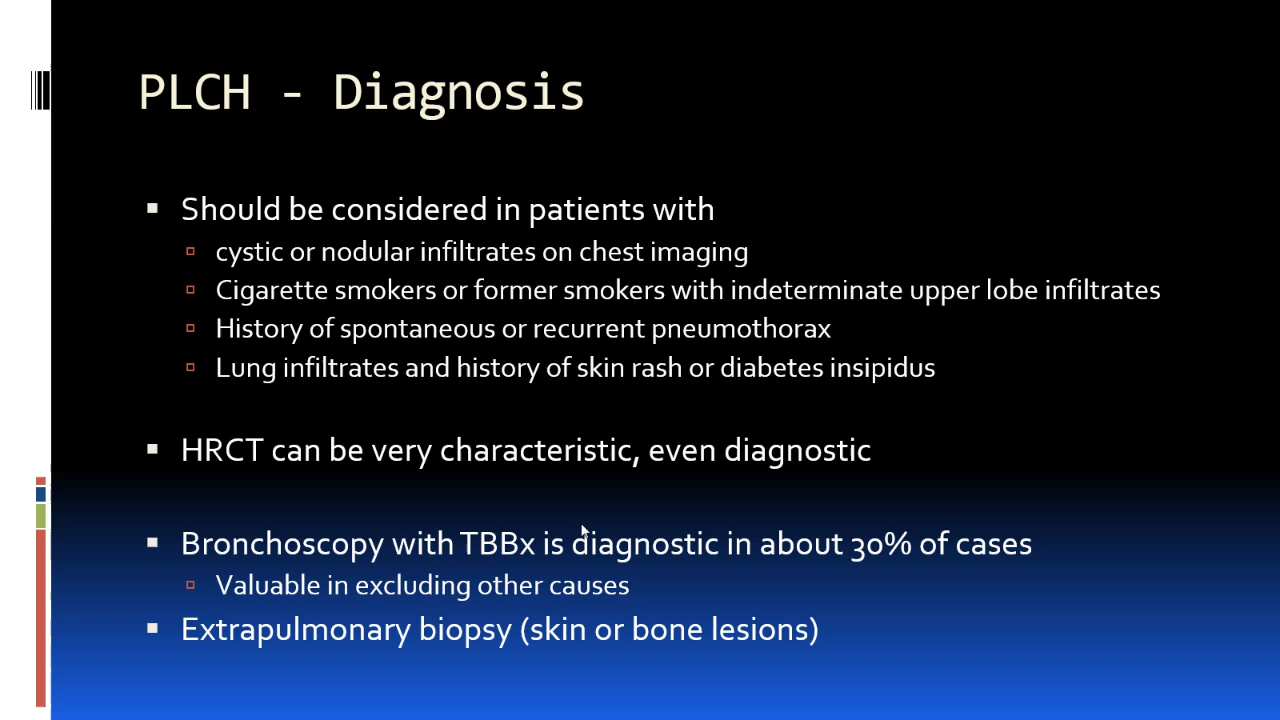 PLCH - Diagnosis
Should be considered in patients with
cystic or nodular infiltrates on chest imaging
Cigarette smokers or former smokers with indeterminate upper lobe infiltrates
History of spontaneous or recurrent pneumothorax
Lung infiltrates and history of skin rash or diabetes insipidus
HRCT can be very characteristic, even diagnostic
Bronchoscopy with TBBx is diagnostic in about 30% of cases
Valuable in excluding other causes
Extrapulmonary biopsy (skin or bone lesions)